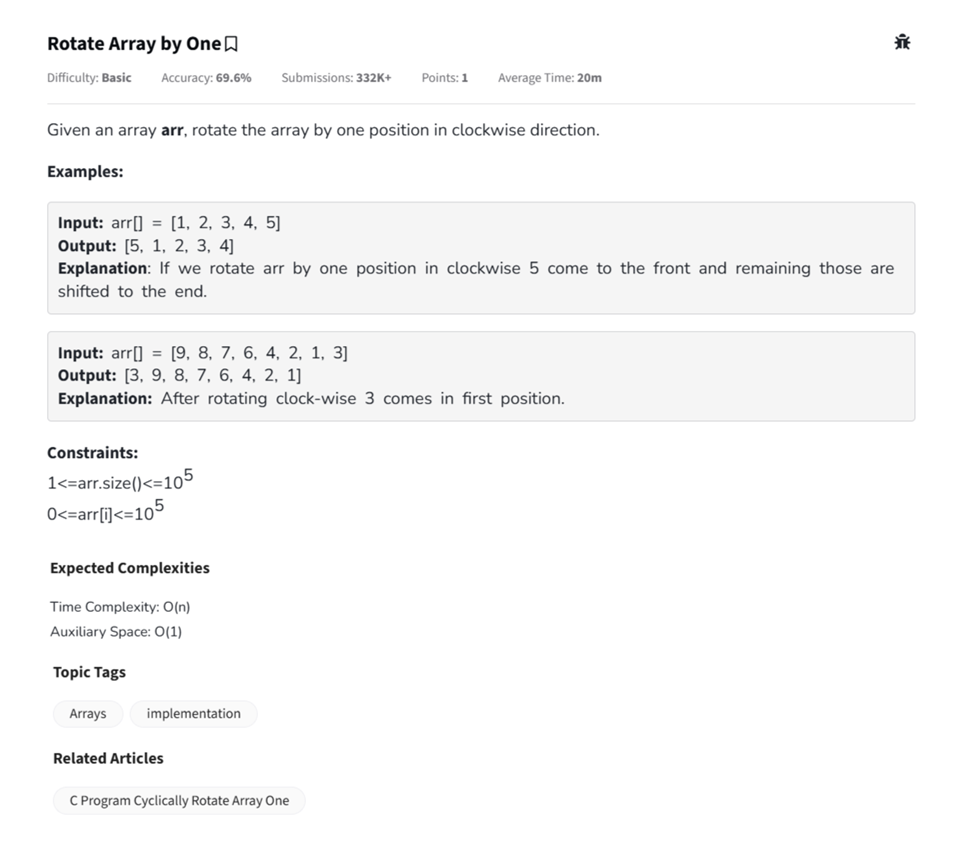 Rotate Array by One
Difficulty: Basic Accuracy: 69.6% Submissions: 332K+ Points: 1 Average Time: 20m
Given an array arr, rotate the array by one position in clockwise direction.
Examples:
Input: arr[] = [1, 2, 3, 4, 5]
Output: [5, 1, 2, 3, 4]
Explanation: If we rotate arr by one position in clockwise 5 come to the front and remaining those are
shifted to the end.
Input: arr[] = [9, 8, 7, 6, 4, 2, 1, 3]
Output: [3, 9, 8, 7, 6, 4, 2, 1]
Explanation: After rotating clock-wise 3 comes in first position.
Constraints:
1<=arr.size()<=10^5
0<=arr[i]<=10^5
Expected Complexities
Time Complexity: O(n)
Auxiliary Space: O(1)
Topic Tags
Arrays implementation
Related Articles
C Program Cyclically Rotate Array One